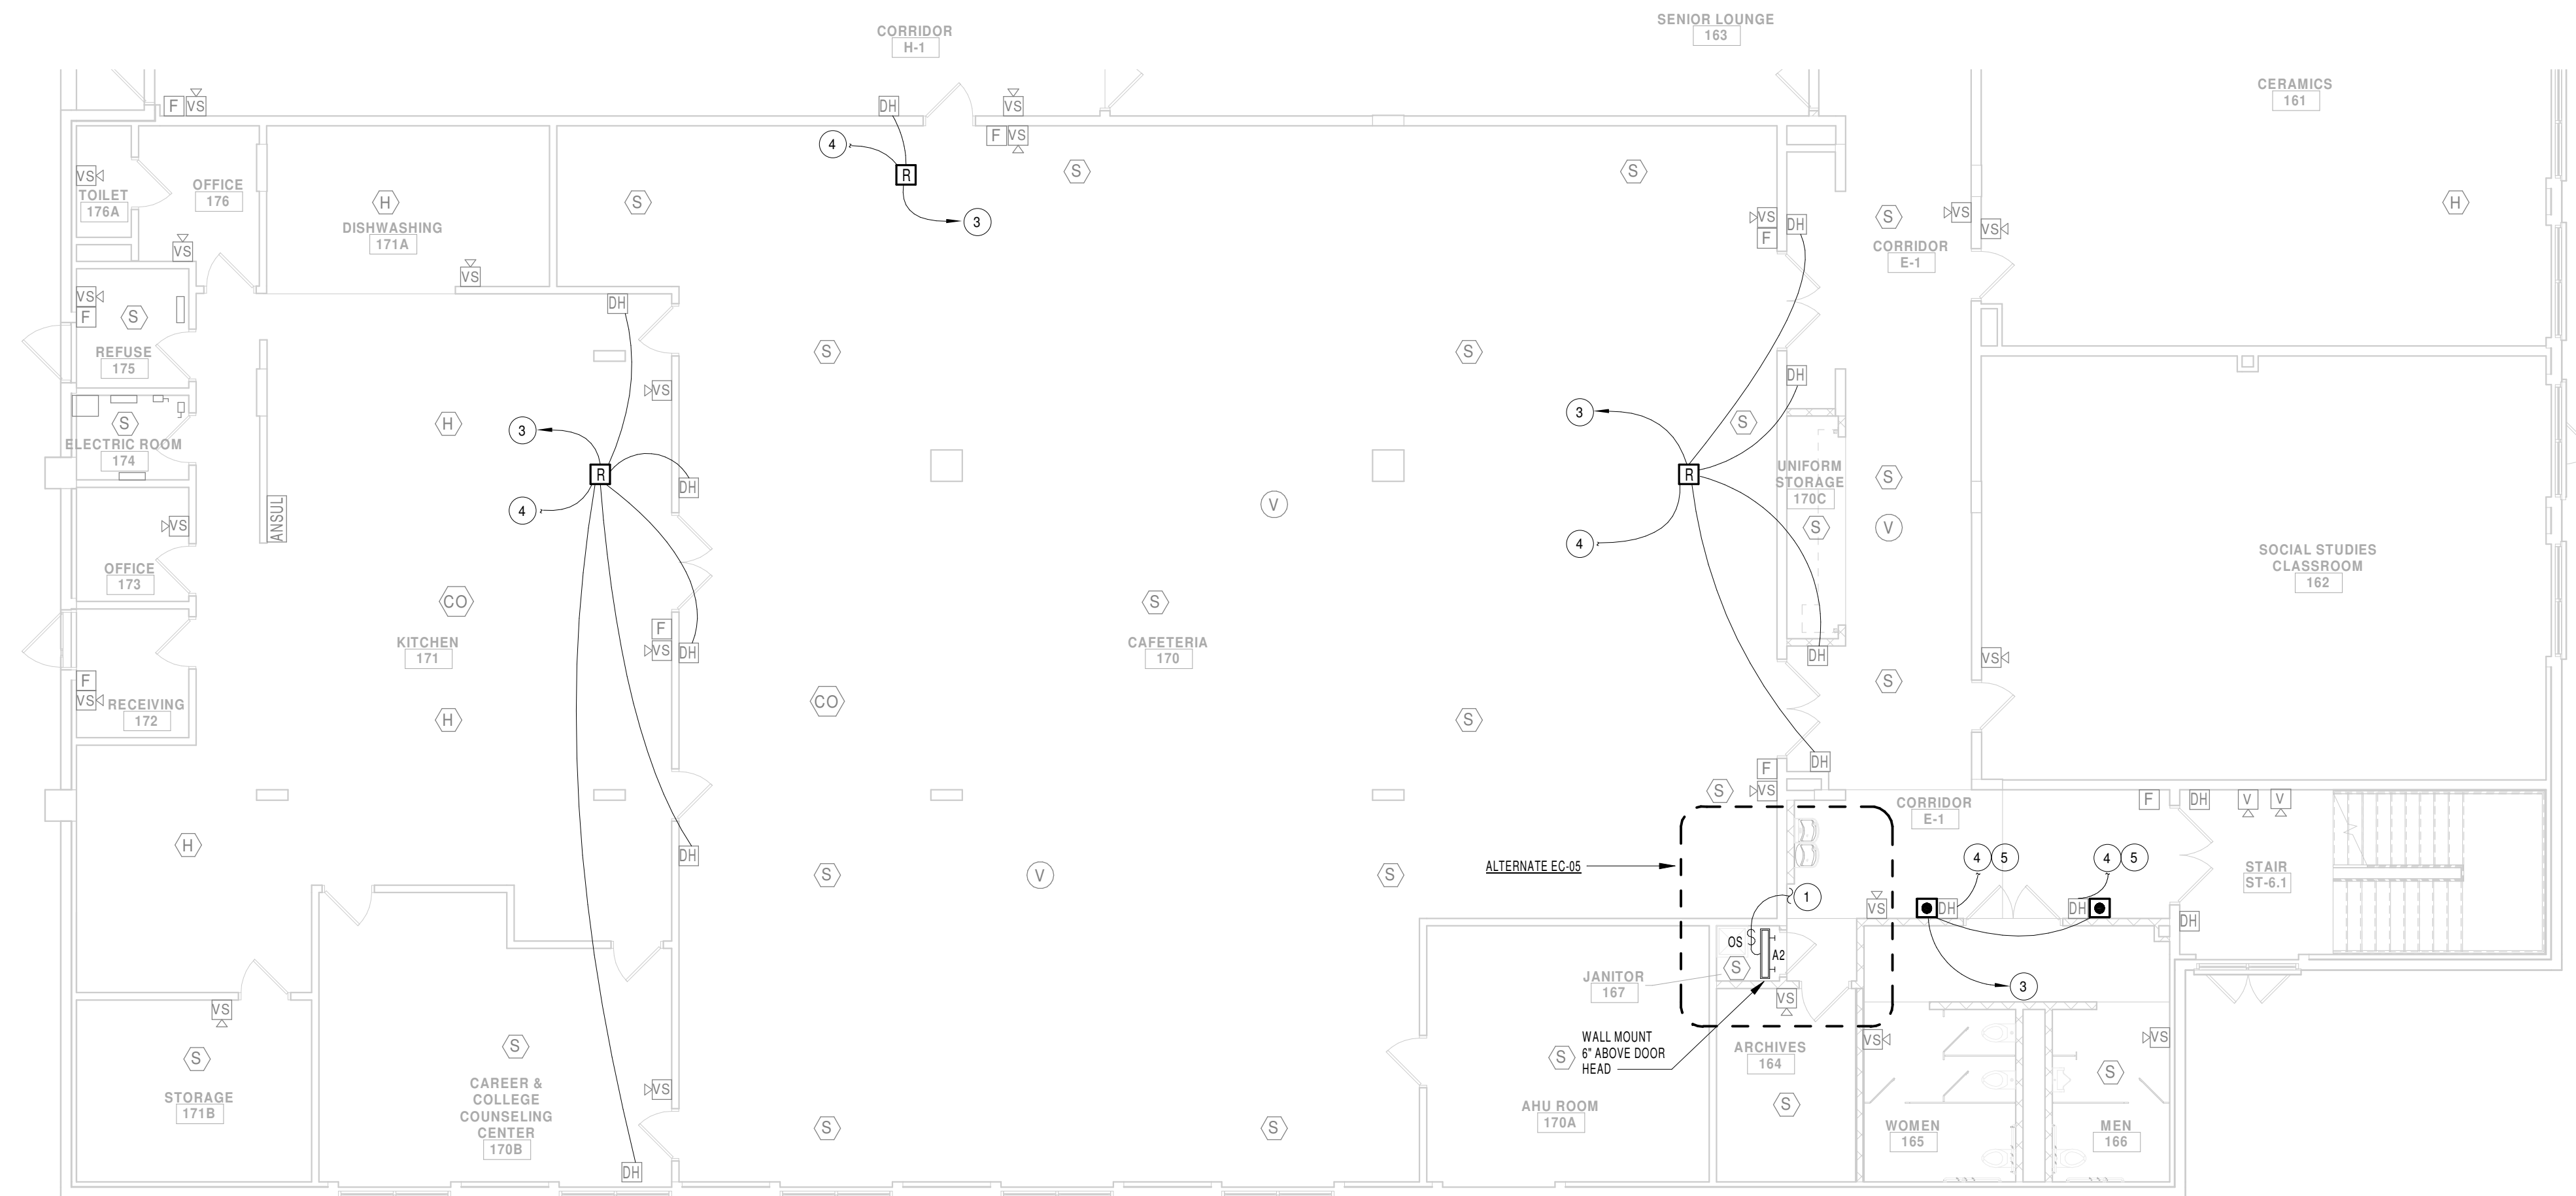 CORRIDOR
H-1
SENIOR LOUNGE
163
CERAMICS
161
F
VS
DH
VS
F
VS
4
R
3
S
S
S
H
DISHWASHING
171A
VS
TOILET
176A
OFFICE
176
VS
VS
DH
VS
F
DH
S
CORRIDOR
E-1
VS
VS
H
VS
F
S
REFUSE
175
S
S
DH
VS
S
ELECTRIC ROOM
174
H
3
R
4
DH
ANSUL
3
S
R
4
UNIFORM
STORAGE
170C
S
S
V
V
VS
OFFICE
173
SOCIAL STUDIES
CLASSROOM
162
CO
KITCHEN
171
F
VS
DH
S
CAFETERIA
170
DH
VS
F
VS
RECEIVING
172
H
CO
S
S
DH
F
VS
S
H
DH
S
V
S
ALTERNATE EC-05
CORRIDOR
E-1
F
DH
V
V
4
5
4
5
STAIR
ST-6.1
1
VS
DH
DH
DH
OS
A2
S
JANITOR
167
VS
3
VS
S
STORAGE
171B
S
CAREER &
COLLEGE
COUNSELING
CENTER
170B
VS
DH
S
S
S
WALL MOUNT
6" ABOVE DOOR
HEAD
AHU ROOM
170A
ARCHIVES
164
S
VS
WOMEN
165
VS
S
MEN
166